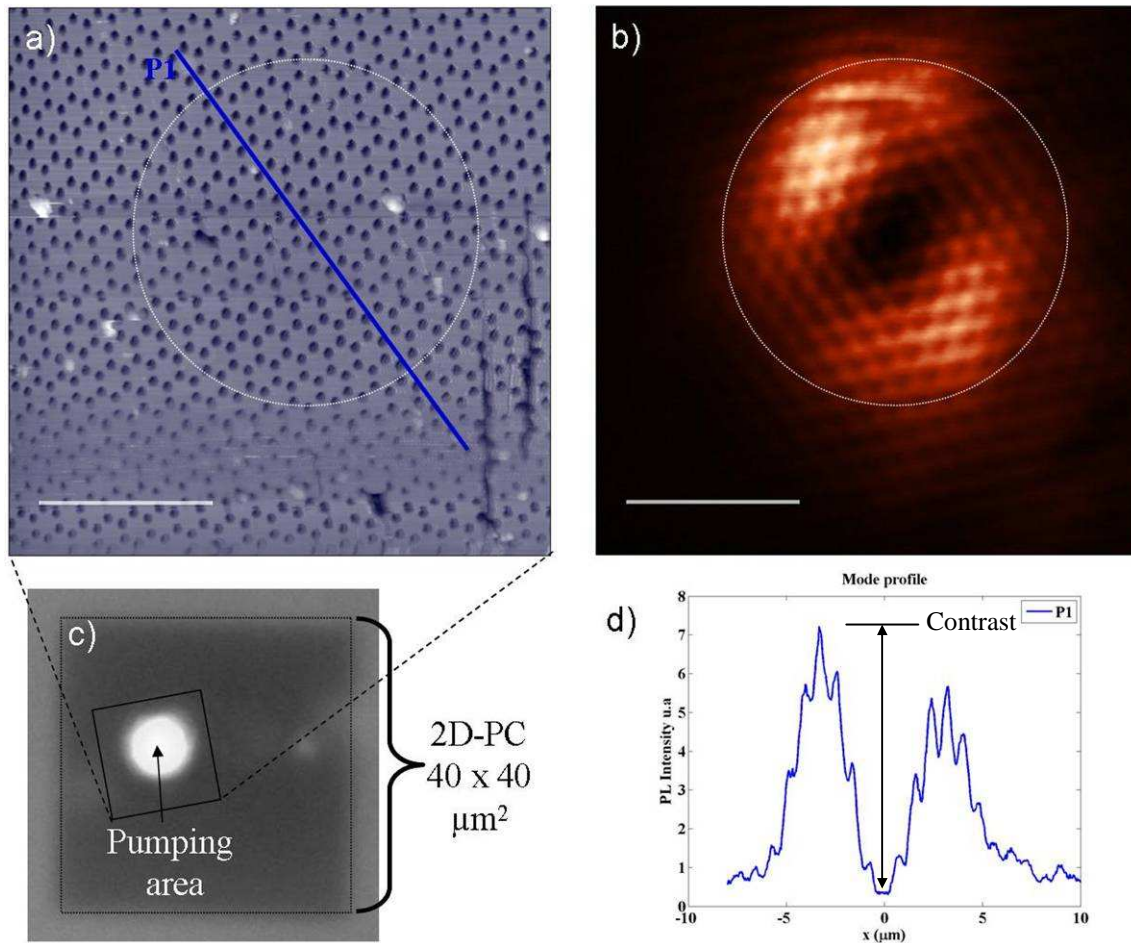 a)
P1
b)
c)
2D-PC
40 x 40
μm²
Pumping
area
Mode profile
d)
Contrast
P1
PL Intensity u.a
8
7
6
5
4
3
2
1
0
-10
-5
0
5
10
x (μm)